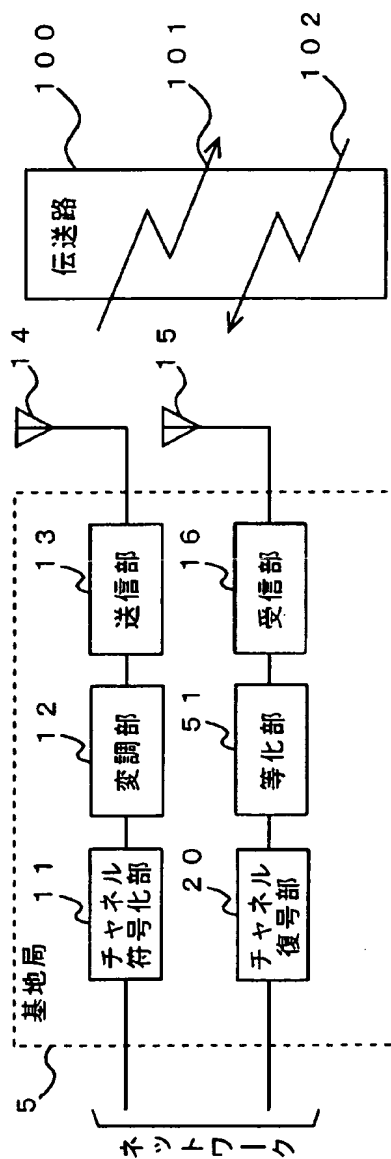 5
基地局
11
チャネル
符号化部
12
変調部
13
送信部
14
伝送路
100
101
102
20
チャネル
復号部
51
等化部
16
受信部
15
ネットワーク